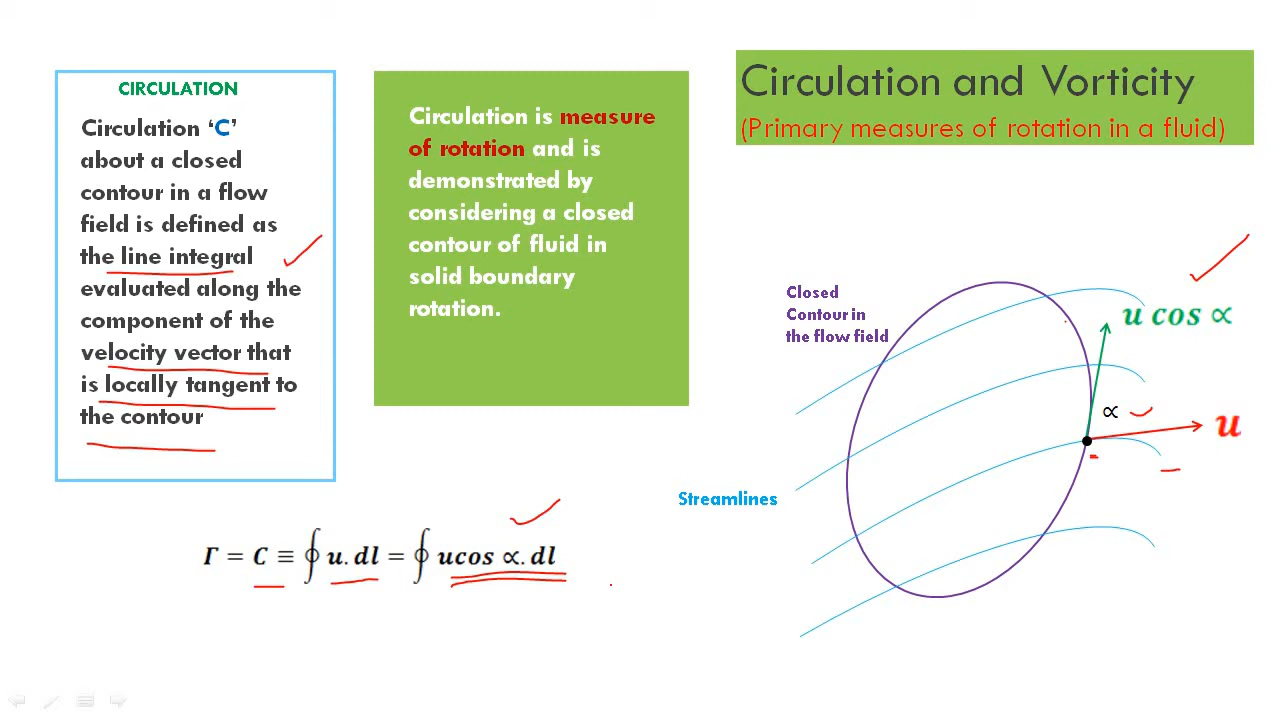 CIRCULATION
Circulation ‘C’
about a closed
contour in a flow
field is defined as
the line integral
evaluated along the
component of the
velocity vector that
is locally tangent to
the contour
Circulation is measure
of rotation and is
demonstrated by
considering a closed
contour of fluid in
solid boundary
rotation.
Circulation and Vorticity
(Primary measures of rotation in a fluid)
Closed
Contour in
the flow field
u cos ∝
∝
u
Streamlines
Γ = C ≡ ∮ u. dl = ∮ ucos ∝. dl